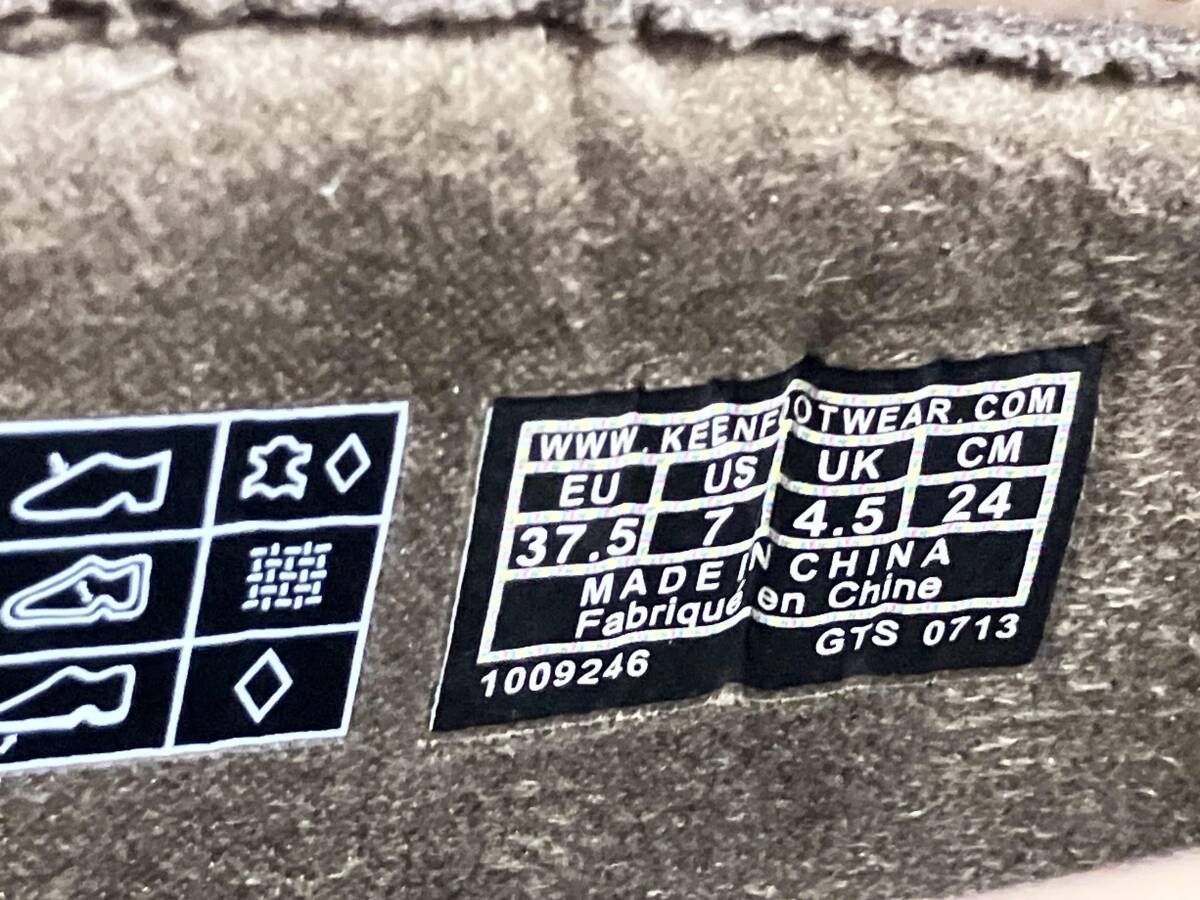 WWW.KEENFOOTWEAR.COM
EU US UK CM
37.5 7 4.5 24
MADE IN CHINA
Fabriqué en Chine
1009246 GTS 0713